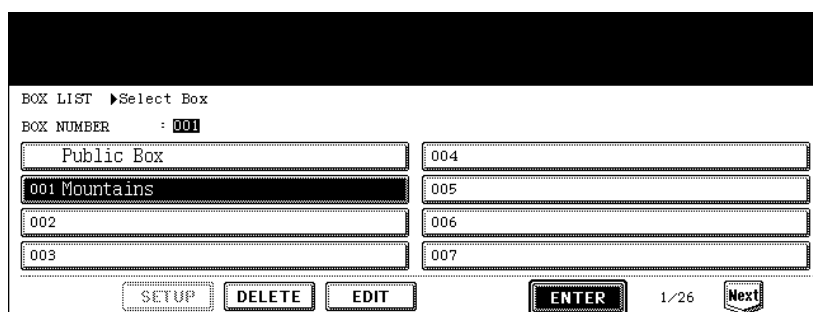 BOX LIST ▶Select Box
BOX NUMBER : 001
Public Box 004
001 Mountains 005
002 006
003 007
SETUP DELETE EDIT ENTER 1/26 Next